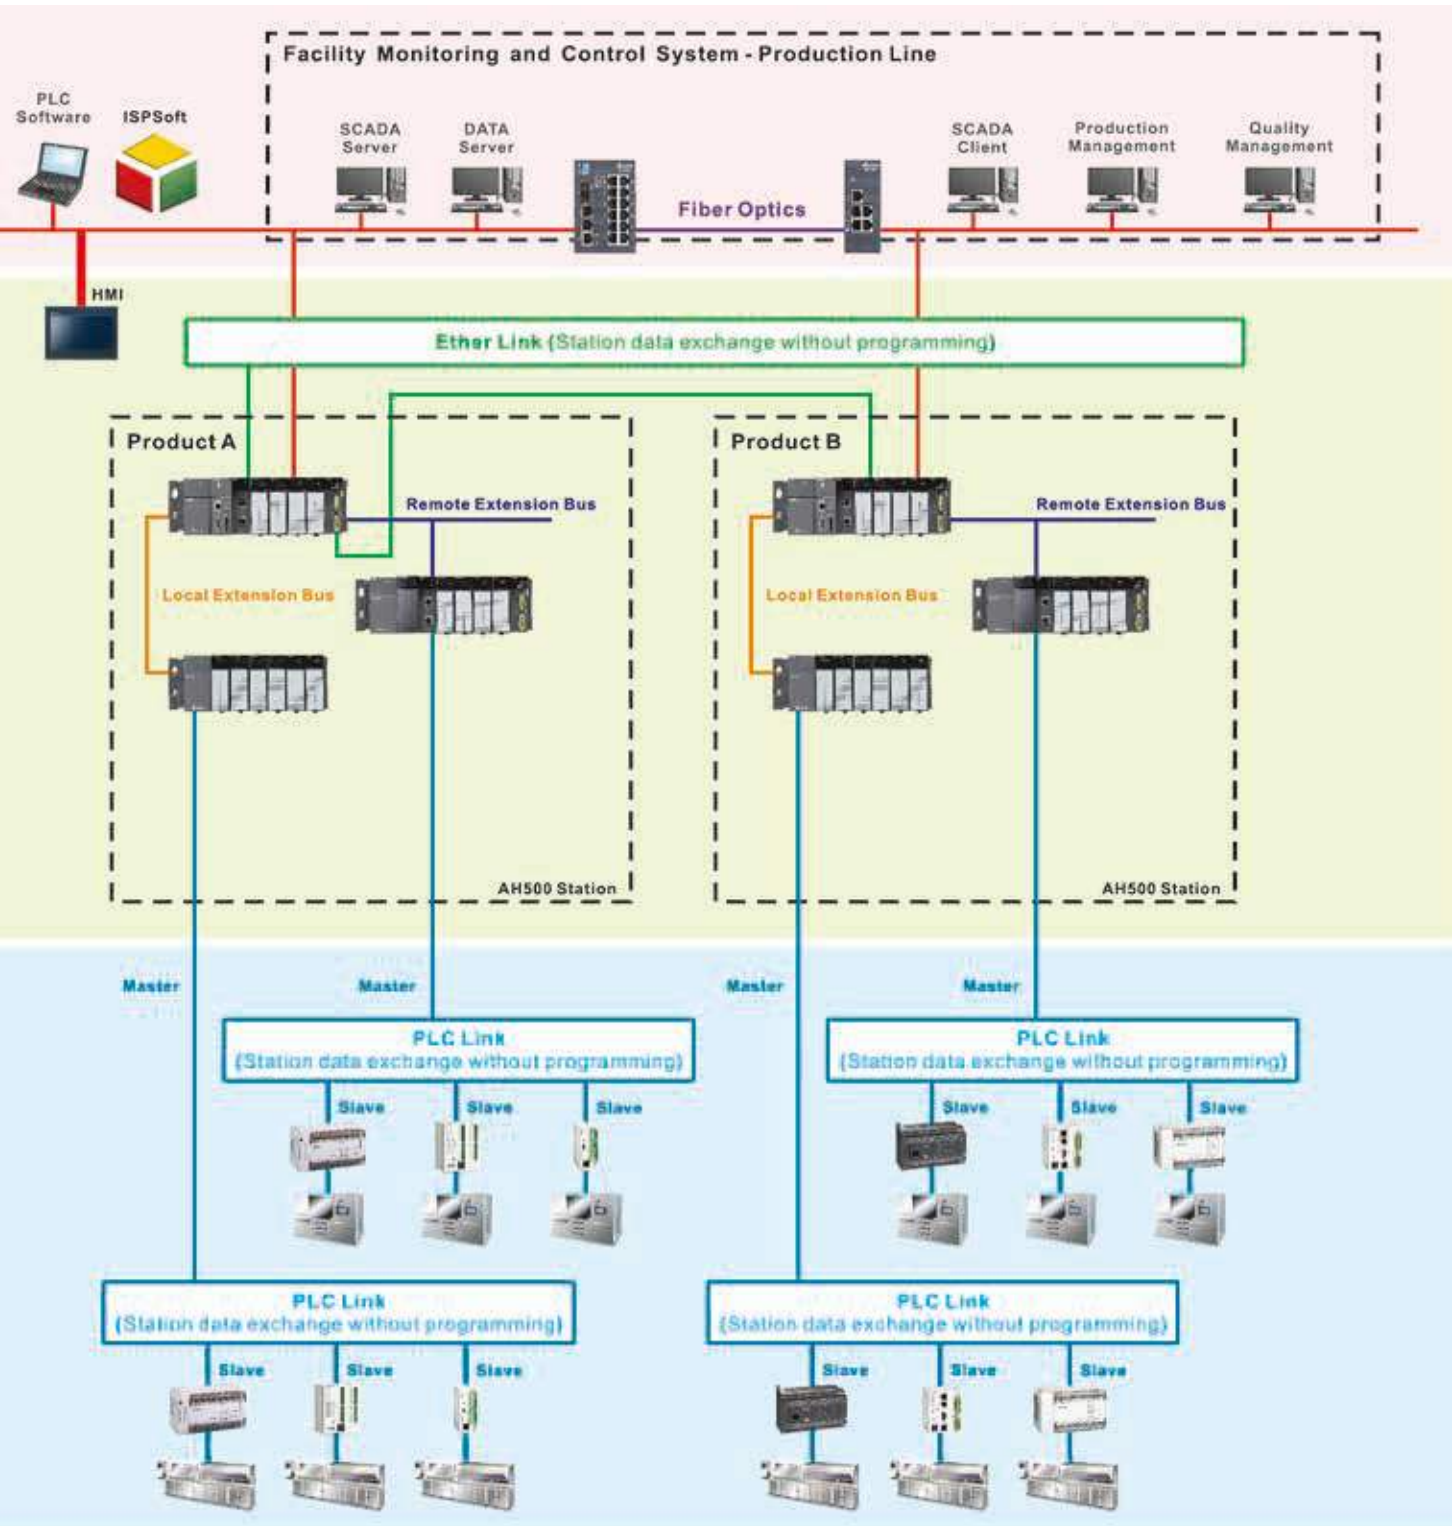 Facility Monitoring and Control System - Production Line
PLC
Software
ISPSoft
SCADA
Server
DATA
Server
SCADA
Client
Production
Management
Quality
Management
Fiber Optics
HMI
Ether Link (Station data exchange without programming)
Product A
Product B
Remote Extension Bus
Remote Extension Bus
Local Extension Bus
Local Extension Bus
AH500 Station
AH500 Station
Master
Master
Master
Master
PLC Link
(Station data exchange without programming)
PLC Link
(Station data exchange without programming)
Slave
Slave
Slave
Slave
Slave
Slave
PLC Link
(Station data exchange without programming)
PLC Link
(Station data exchange without programming)
Slave
Slave
Slave
Slave
Slave
Slave